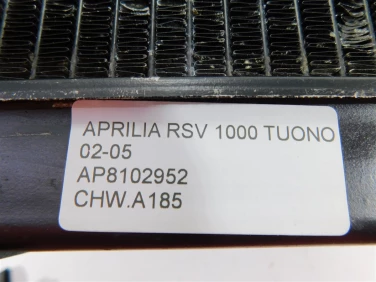 APRILIA RSV 1000 TUONO
02-05
AP8102952
CHW.A185